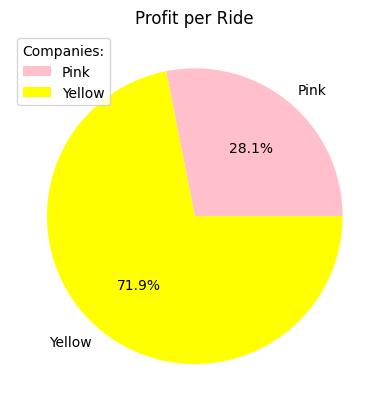 Profit per Ride
Companies:
Pink
Yellow
Pink
28.1%
71.9%
Yellow